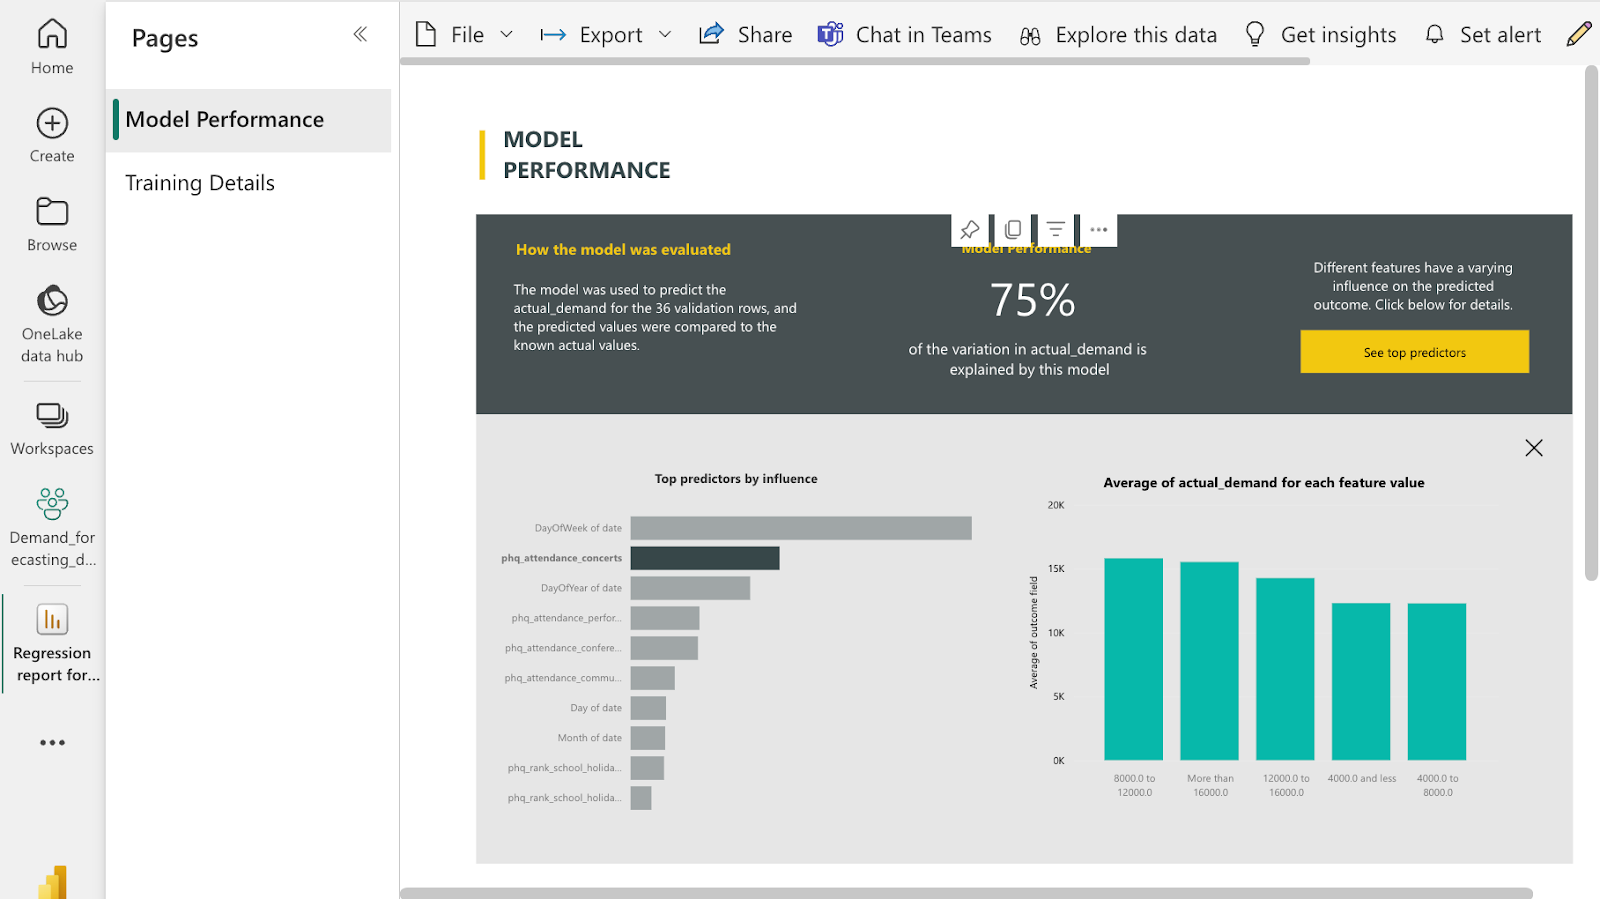 Home
Create
Browse
OneLake
data hub
Workspaces
Demand_for
ecasting_d...
Regression
report for...
Pages
Model Performance
Training Details
File
Export
Share
Chat in Teams
Explore this data
Get insights
Set alert
MODEL
PERFORMANCE
How the model was evaluated
The model was used to predict the
actual_demand for the 36 validation rows, and
the predicted values were compared to the
known actual values.
Model Performance
75%
of the variation in actual_demand is
explained by this model
Different features have a varying
influence on the predicted
outcome. Click below for details.
See top predictors
Top predictors by influence
DayOfWeek of date
phq_attendance_concerts
DayOfYear of date
phq_attendance_perfor...
phq_attendance_confere...
phq_attendance_commu...
Day of date
Month of date
phq_rank_school_holida...
phq_rank_school_holida...
Average of actual_demand for each feature value
Average of outcome field
20K
15K
10K
5K
0K
8000.0 to
12000.0
More than
16000.0
12000.0 to
16000.0
4000.0 and less
4000.0 to
8000.0